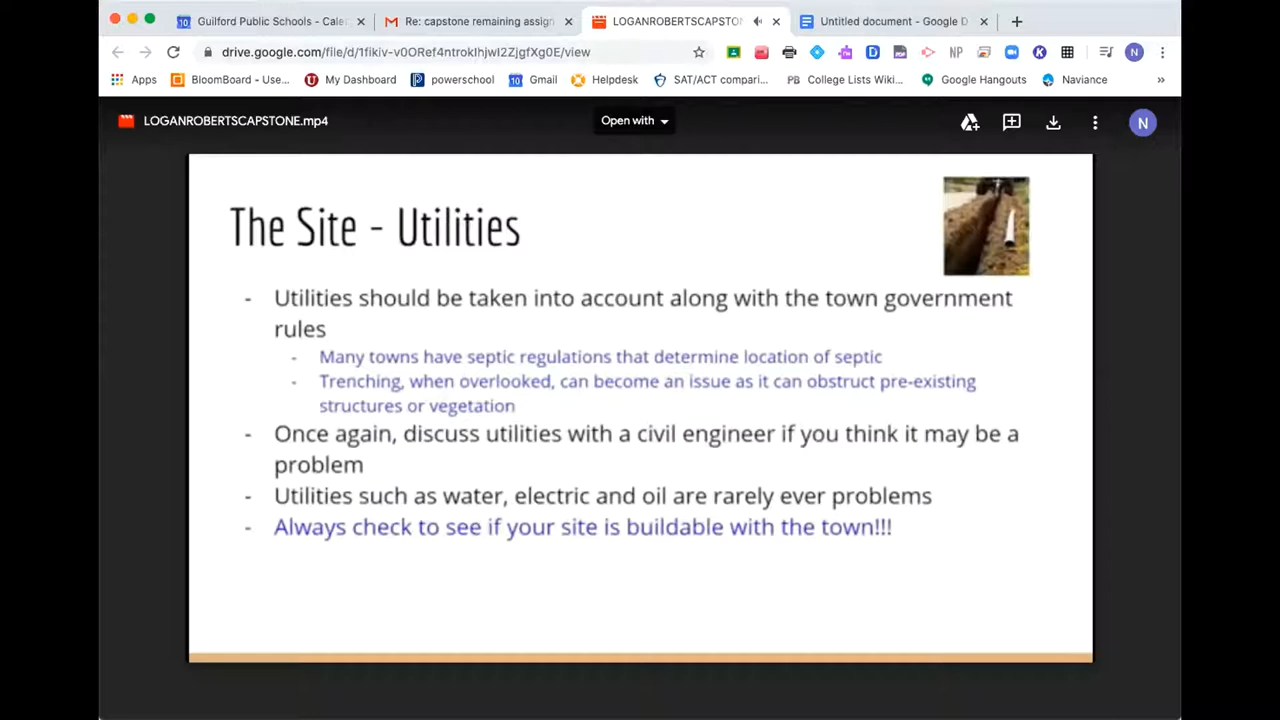 Guilford Public Schools - Cale
Re: capstone remaining assign
LOGANROBERTSCAPSTON
Untitled document - Google D
drive.google.com/file/d/1fikiv-v0ORef4ntrokIhjwI2ZjgfXg0E/view
Apps
BloomBoard - Use...
My Dashboard
powerschool
Gmail
Helpdesk
SAT/ACT compari...
College Lists Wiki...
Google Hangouts
Naviance
»
LOGANROBERTSCAPSTONE.mp4
Open with
N
The Site - Utilities
- Utilities should be taken into account along with the town government
rules
- Many towns have septic regulations that determine location of septic
- Trenching, when overlooked, can become an issue as it can obstruct pre-existing
structures or vegetation
- Once again, discuss utilities with a civil engineer if you think it may be a
problem
- Utilities such as water, electric and oil are rarely ever problems
- Always check to see if your site is buildable with the town!!!